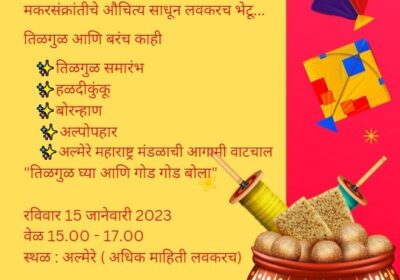 मकरसंक्रांतीचे औचित्य साधून लवकरच भेटू...
तिळगुळ आणि बरंच काही
तिळगुळ समारंभ
हळदीकुंकू
बोरन्हाण
अल्पोपहार
अल्मेरे महाराष्ट्र मंडळाची आगामी वाटचाल
"तिळगुळ घ्या आणि गोड गोड बोला"
रविवार 15 जानेवारी 2023
वेळ 15.00 - 17.00
स्थळ : अल्मेरे ( अधिक माहिती लवकरच)